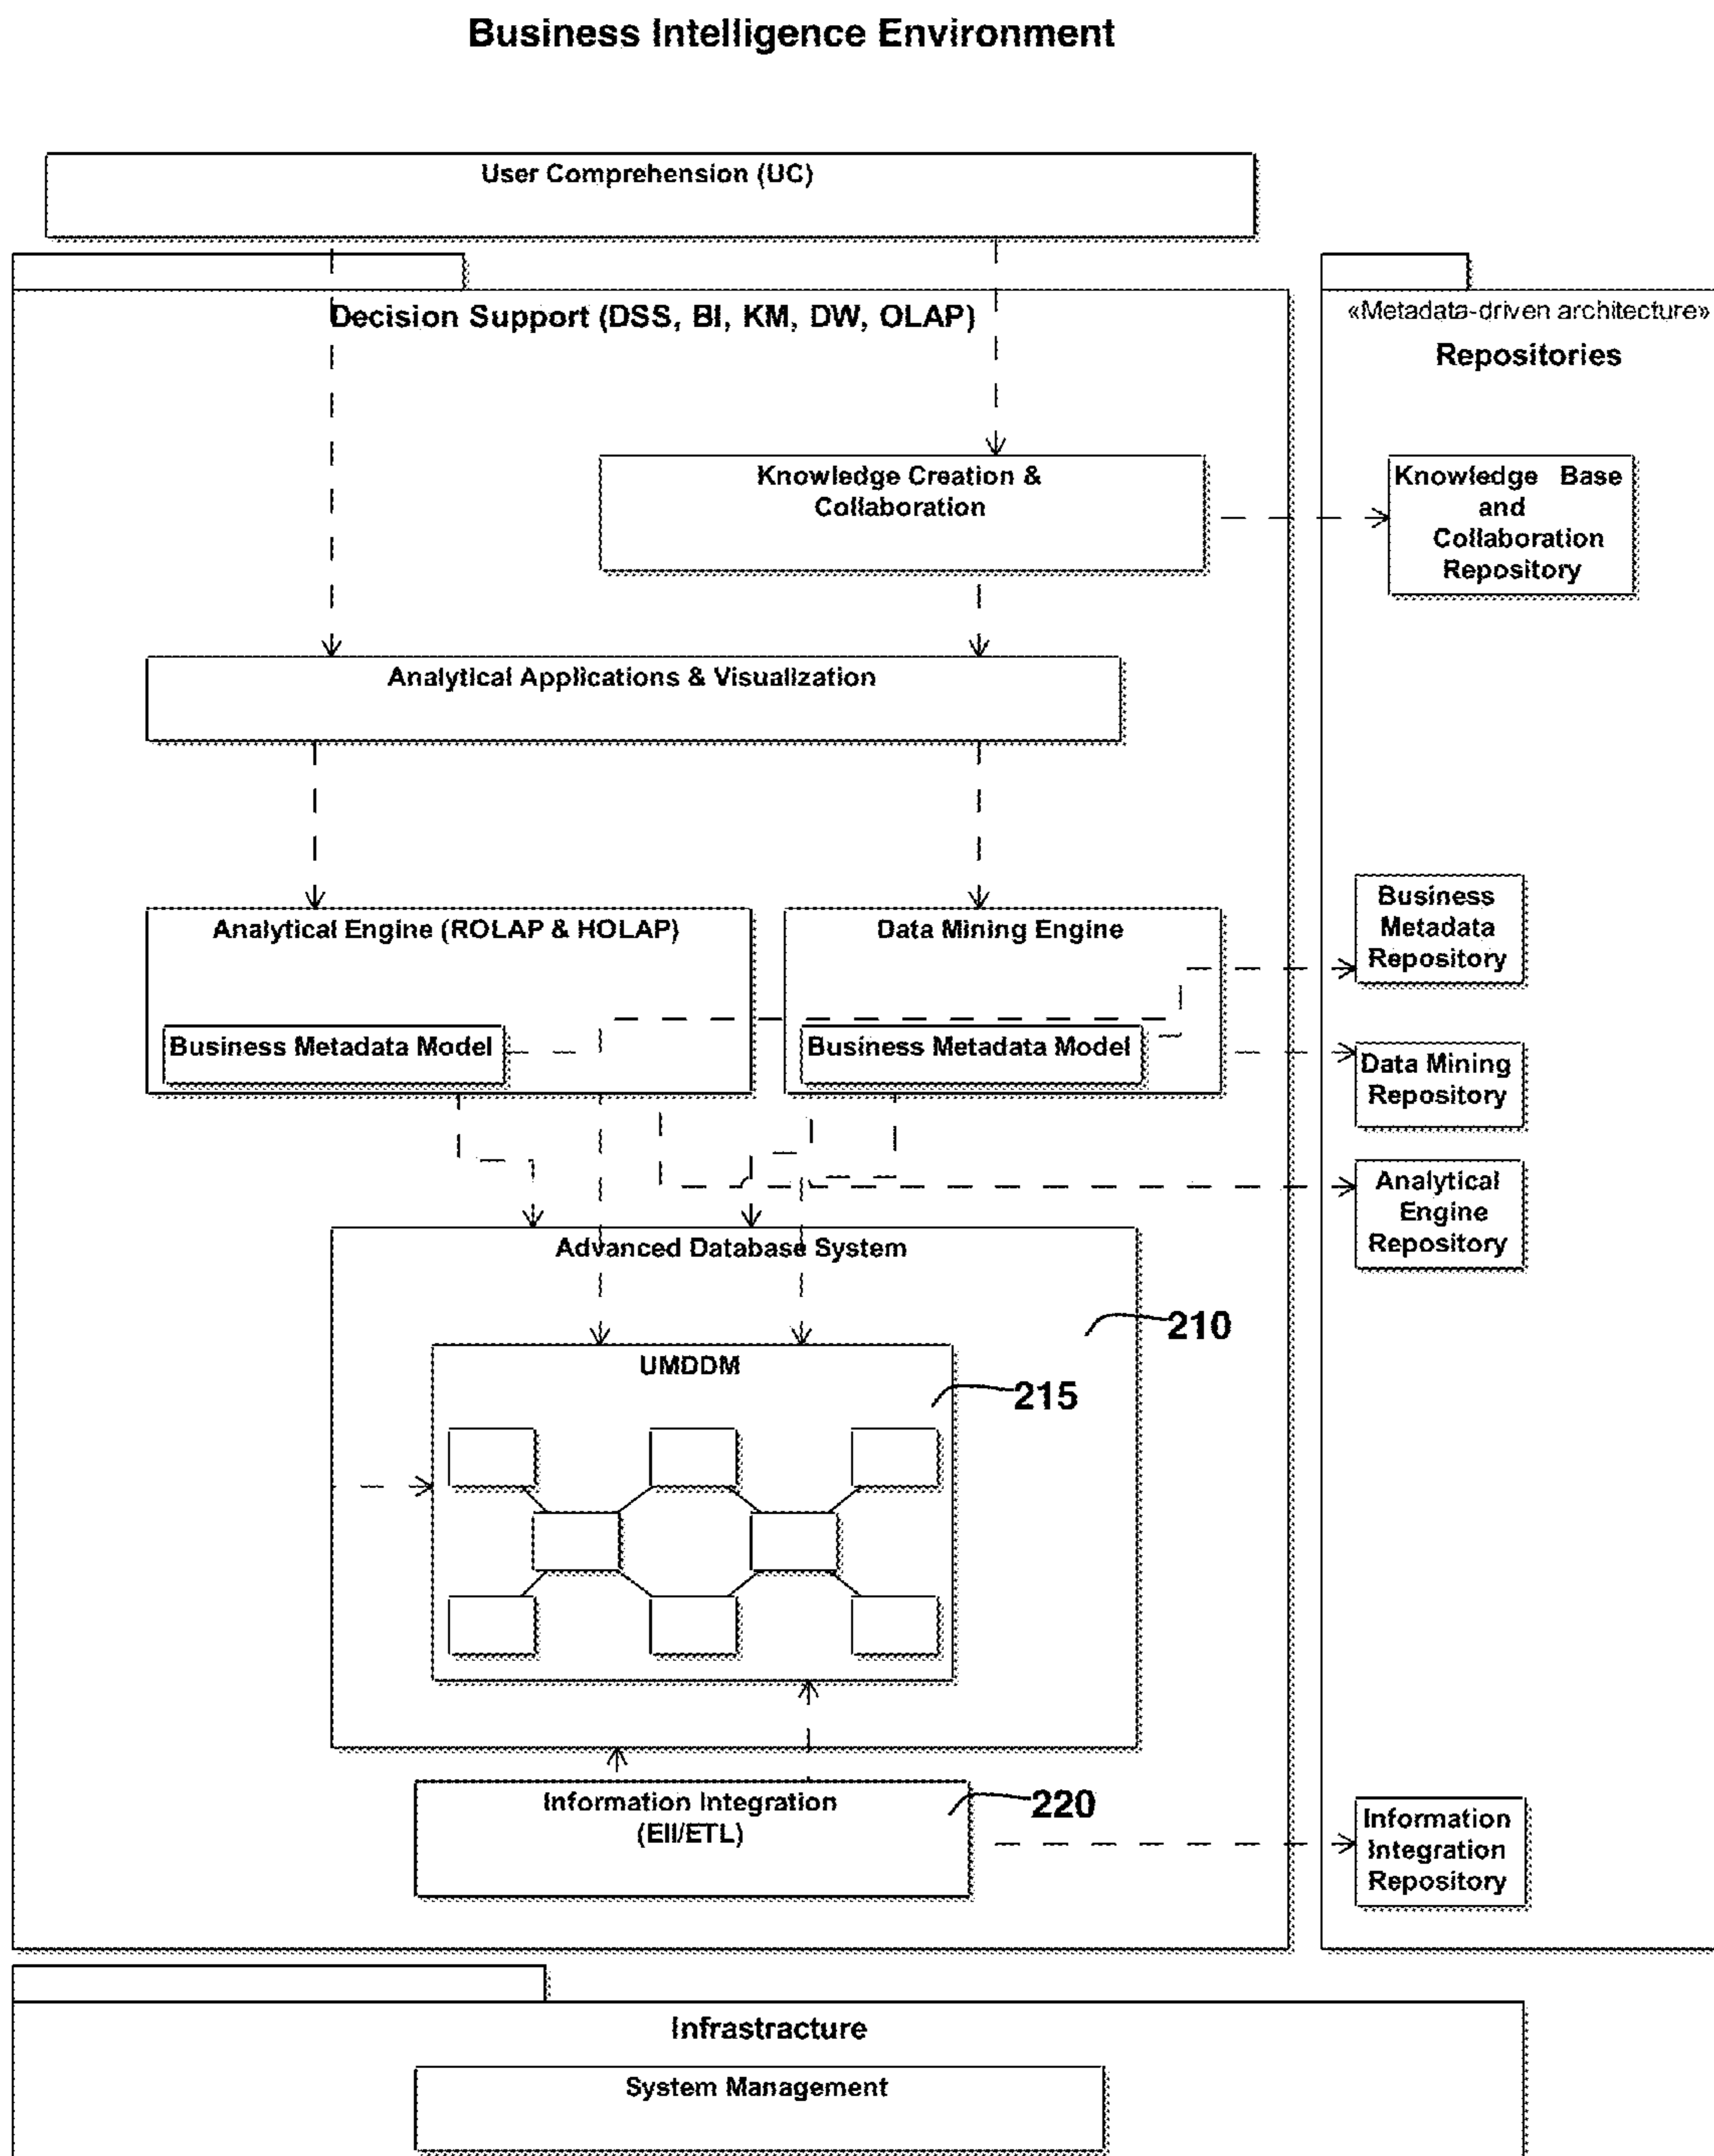 Business Intelligence Environment
User Comprehension (UC)
Decision Support (DSS, BI, KM, DW, OLAP)
«Metadata-driven architecture»
Repositories
Knowledge Creation &
Collaboration
Knowledge Base
and
Collaboration
Repository
Analytical Applications & Visualization
Analytical Engine (ROLAP & HOLAP)
Data Mining Engine
Business
Metadata
Repository
Business Metadata Model
Business Metadata Model
Data Mining
Repository
Analytical
Engine
Repository
Advanced Database System
210
UMDDM
215
Information Integration
(EII/ETL)
220
Information
Integration
Repository
Infrastracture
System Management